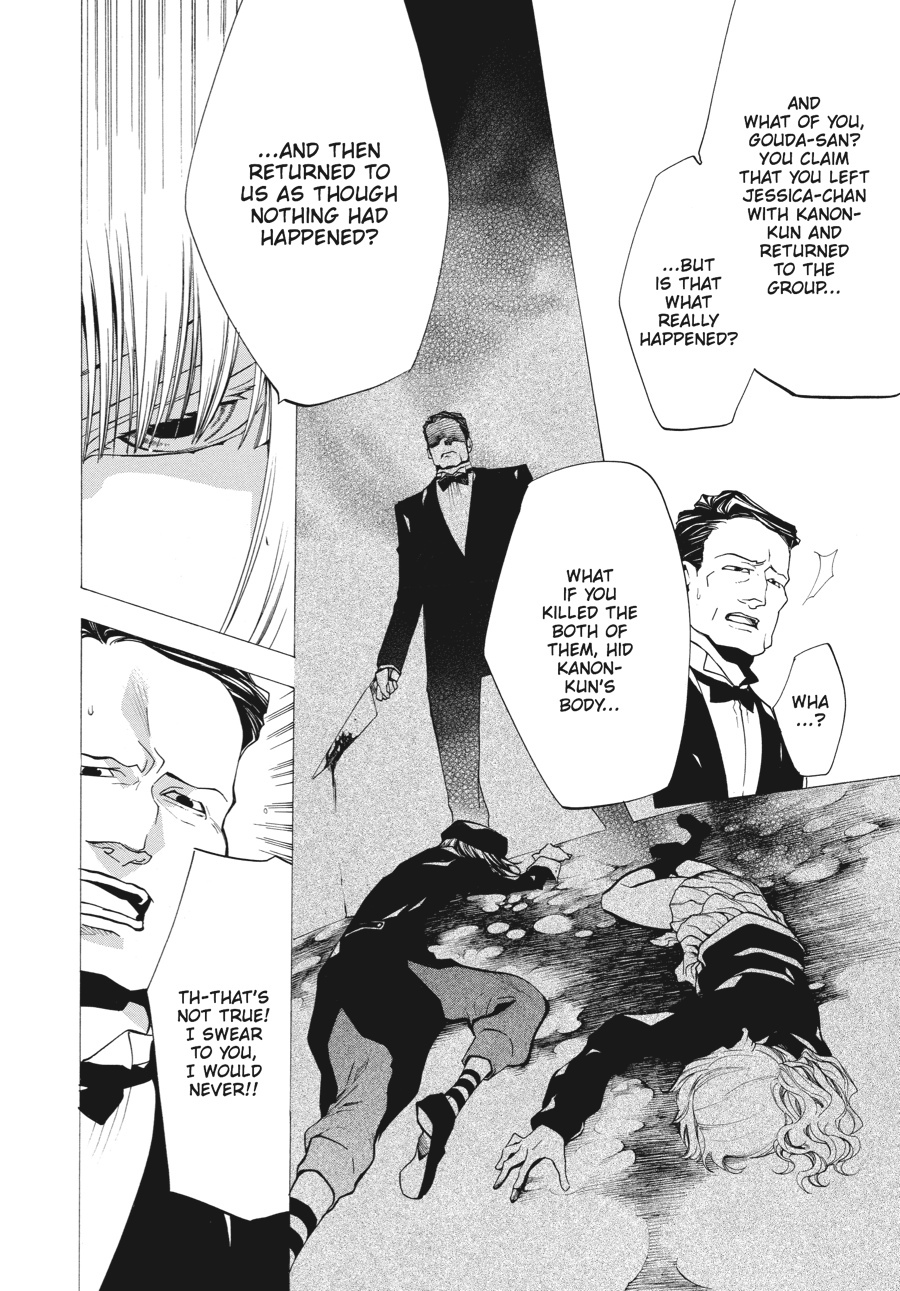 AND
WHAT OF YOU,
GOUDA-SAN?
YOU CLAIM
THAT YOU LEFT
JESSICA-CHAN
WITH KANON-
KUN AND
RETURNED
TO THE
GROUP...
...BUT
IS THAT
WHAT
REALLY
HAPPENED?
WHA
...?
WHAT
IF YOU
KILLED THE
BOTH OF
THEM, HID
KANON-
KUN'S
BODY...
...AND THEN
RETURNED TO
US AS THOUGH
NOTHING HAD
HAPPENED?
TH-THAT'S
NOT TRUE!
I SWEAR
TO YOU,
I WOULD
NEVER!!